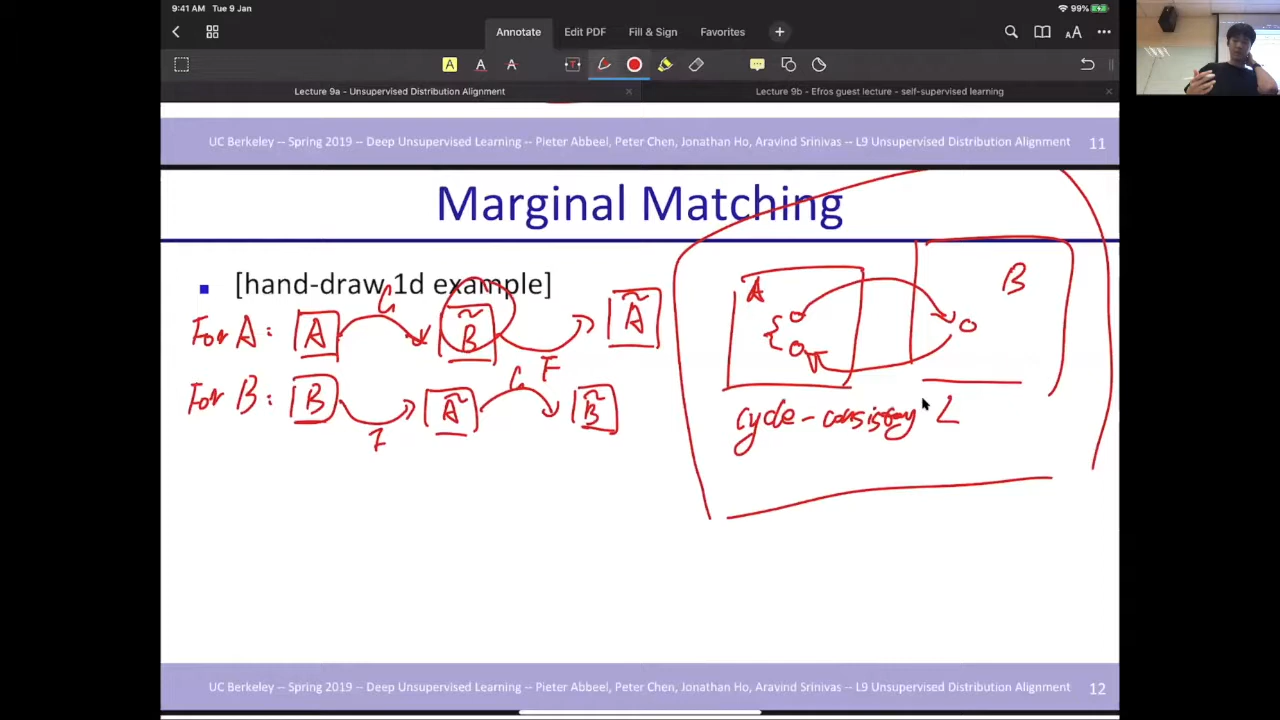 9:41 AM Tue 9 Jan
99%
Annotate Edit PDF Fill & Sign Favorites
Lecture 9a - Unsupervised Distribution Alignment
Lecture 9b - Efros guest lecture - self-supervised learning
UC Berkeley -- Spring 2019 -- Deep Unsupervised Learning -- Pieter Abbeel, Peter Chen, Jonathan Ho, Aravind Srinivas -- L9 Unsupervised Distribution Alignment 11
Marginal Matching
[hand-draw 1d example]
For A: A G B̃ F Ã
For B: B F Ã G B̃
A B
cycle-consistency L
UC Berkeley -- Spring 2019 -- Deep Unsupervised Learning -- Pieter Abbeel, Peter Chen, Jonathan Ho, Aravind Srinivas -- L9 Unsupervised Distribution Alignment 12